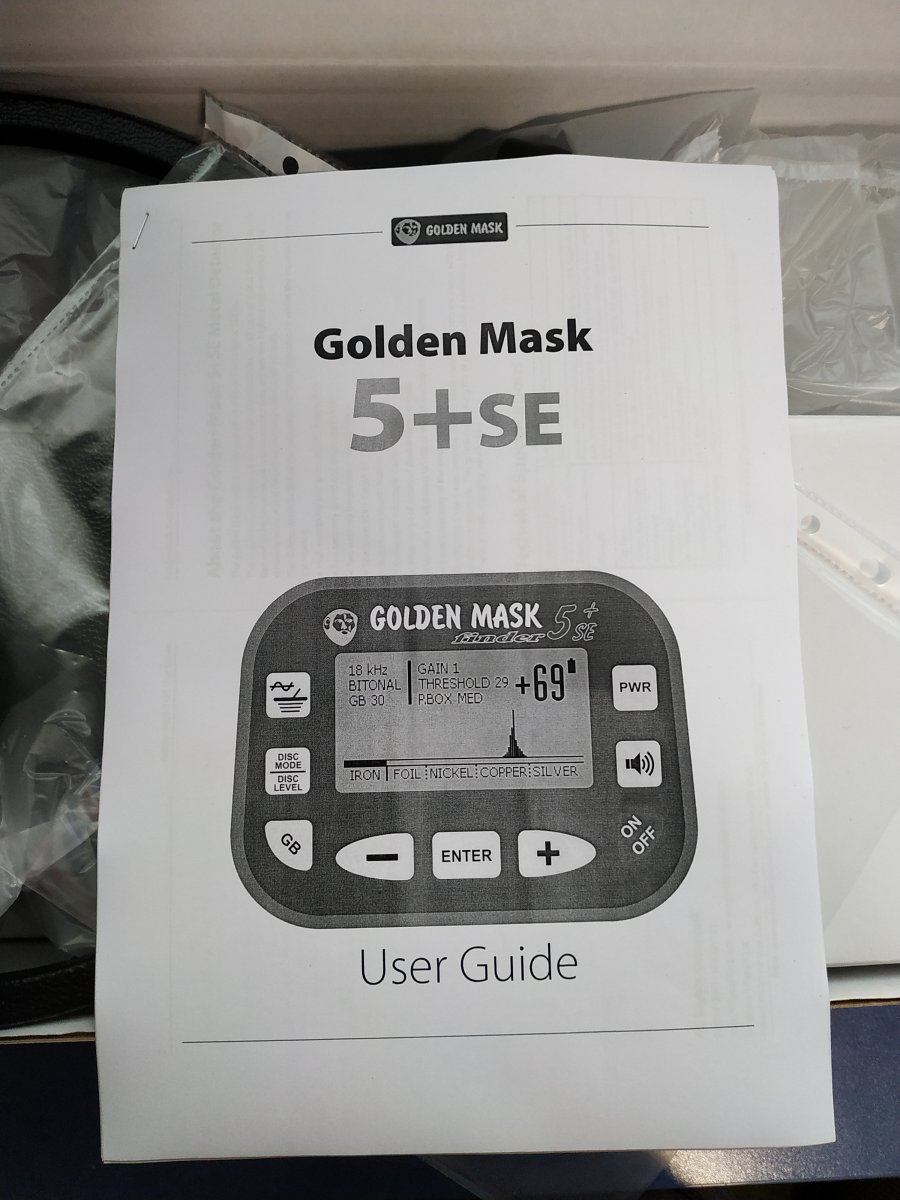 GOLDEN MASK
Golden Mask
5+SE
GOLDEN MASK
finder 5+ SE
18 kHz
BITONAL
GB 30
GAIN 1
THRESHOLD 29
P.BOX MED
+69
IRON FOIL NICKEL COPPER SILVER
PWR
DISC
MODE
DISC
LEVEL
GB
−
ENTER
+
ON
OFF
User Guide